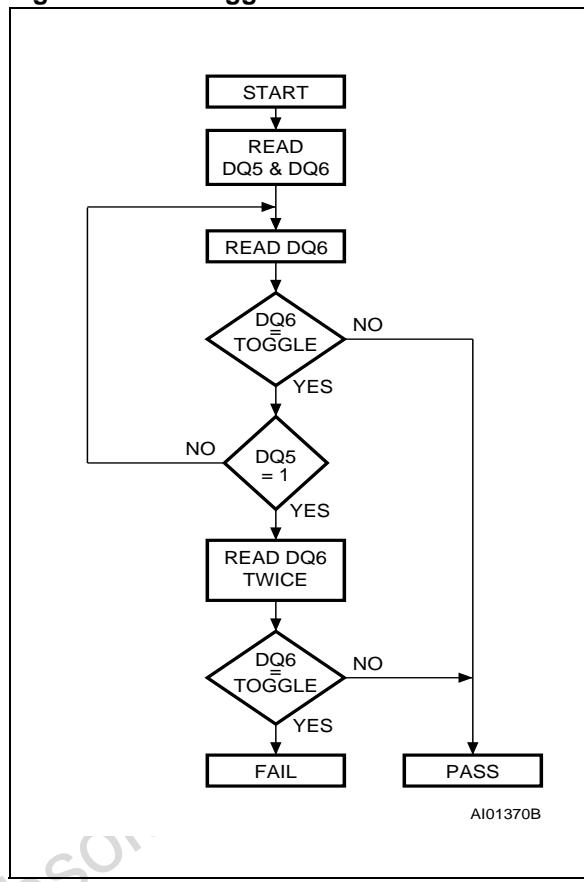 START
READ
DQ5 & DQ6
READ DQ6
DQ6
=
TOGGLE
NO
YES
NO
DQ5
= 1
YES
READ DQ6
TWICE
DQ6
=
TOGGLE
NO
YES
FAIL
PASS
AI01370B